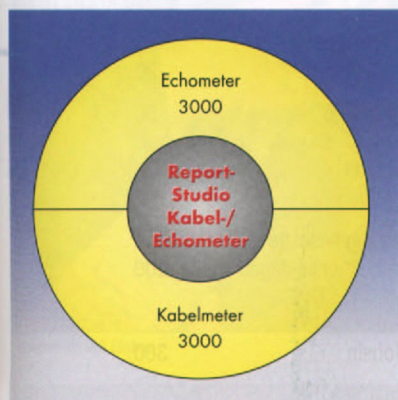 Echometer
3000
Report-
Studio
Kabel-/
Echometer
Kabelmeter
3000